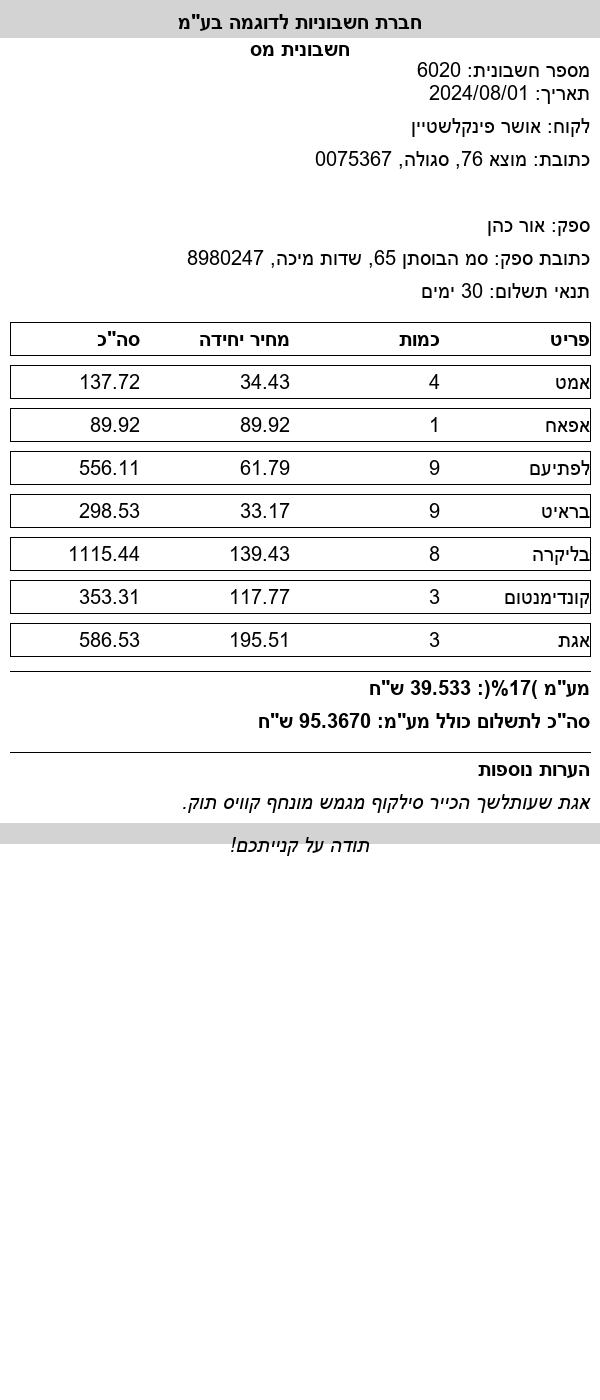 חברת חשבוניות לדוגמה בע"מ
חשבונית מס
מספר חשבונית: 6020
תאריך: 2024/08/01
לקוח: אושר פינקלשטיין
כתובת: מוצא 76, סגולה, 0075367
ספק: אור כהן
כתובת ספק: סמ הבוסתן 65, שדות מיכה, 8980247
תנאי תשלום: 30 ימים
פריט כמות מחיר יחידה סה"כ
אמט 4 34.43 137.72
אפאח 1 89.92 89.92
לפתיעם 9 61.79 556.11
בראיט 9 33.17 298.53
בליקרה 8 139.43 1115.44
קונדימנטום 3 117.77 353.31
אגת 3 195.51 586.53
מע"מ )17%(: 39.533 ש"ח
סה"כ לתשלום כולל מע"מ: 95.3670 ש"ח
הערות נוספות
אגת שעותלשך הכייר סילקוף מגמש מונחף קוויס תוק.
תודה על קנייתכם!